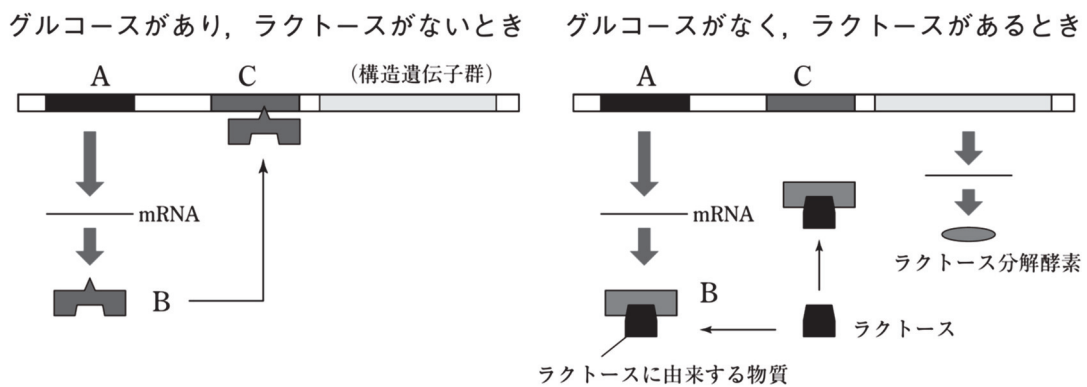 グルコースがあり，ラクトースがないとき
A
C
(構造遺伝子群)
mRNA
B
グルコースがなく，ラクトースがあるとき
A
C
mRNA
ラクトース分解酵素
B
ラクトース
ラクトースに由来する物質